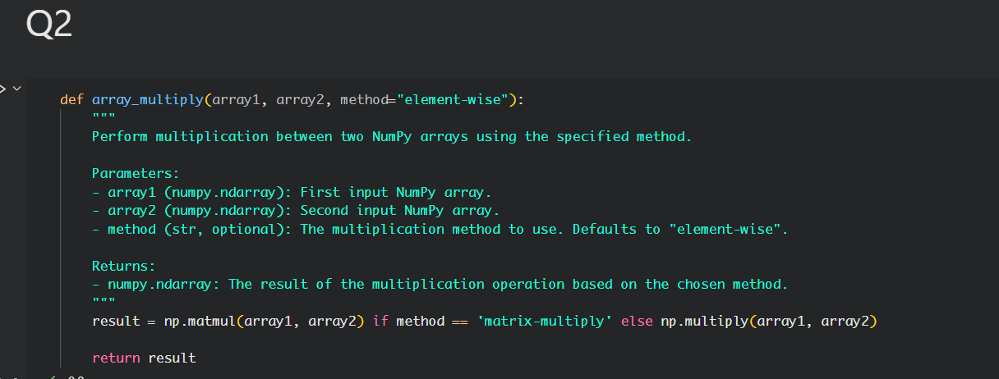 Q2
def array_multiply(array1, array2, method="element-wise"):
"""
Perform multiplication between two NumPy arrays using the specified method.
Parameters:
- array1 (numpy.ndarray): First input NumPy array.
- array2 (numpy.ndarray): Second input NumPy array.
- method (str, optional): The multiplication method to use. Defaults to "element-wise".
Returns:
- numpy.ndarray: The result of the multiplication operation based on the chosen method.
"""
result = np.matmul(array1, array2) if method == 'matrix-multiply' else np.multiply(array1, array2)
return result